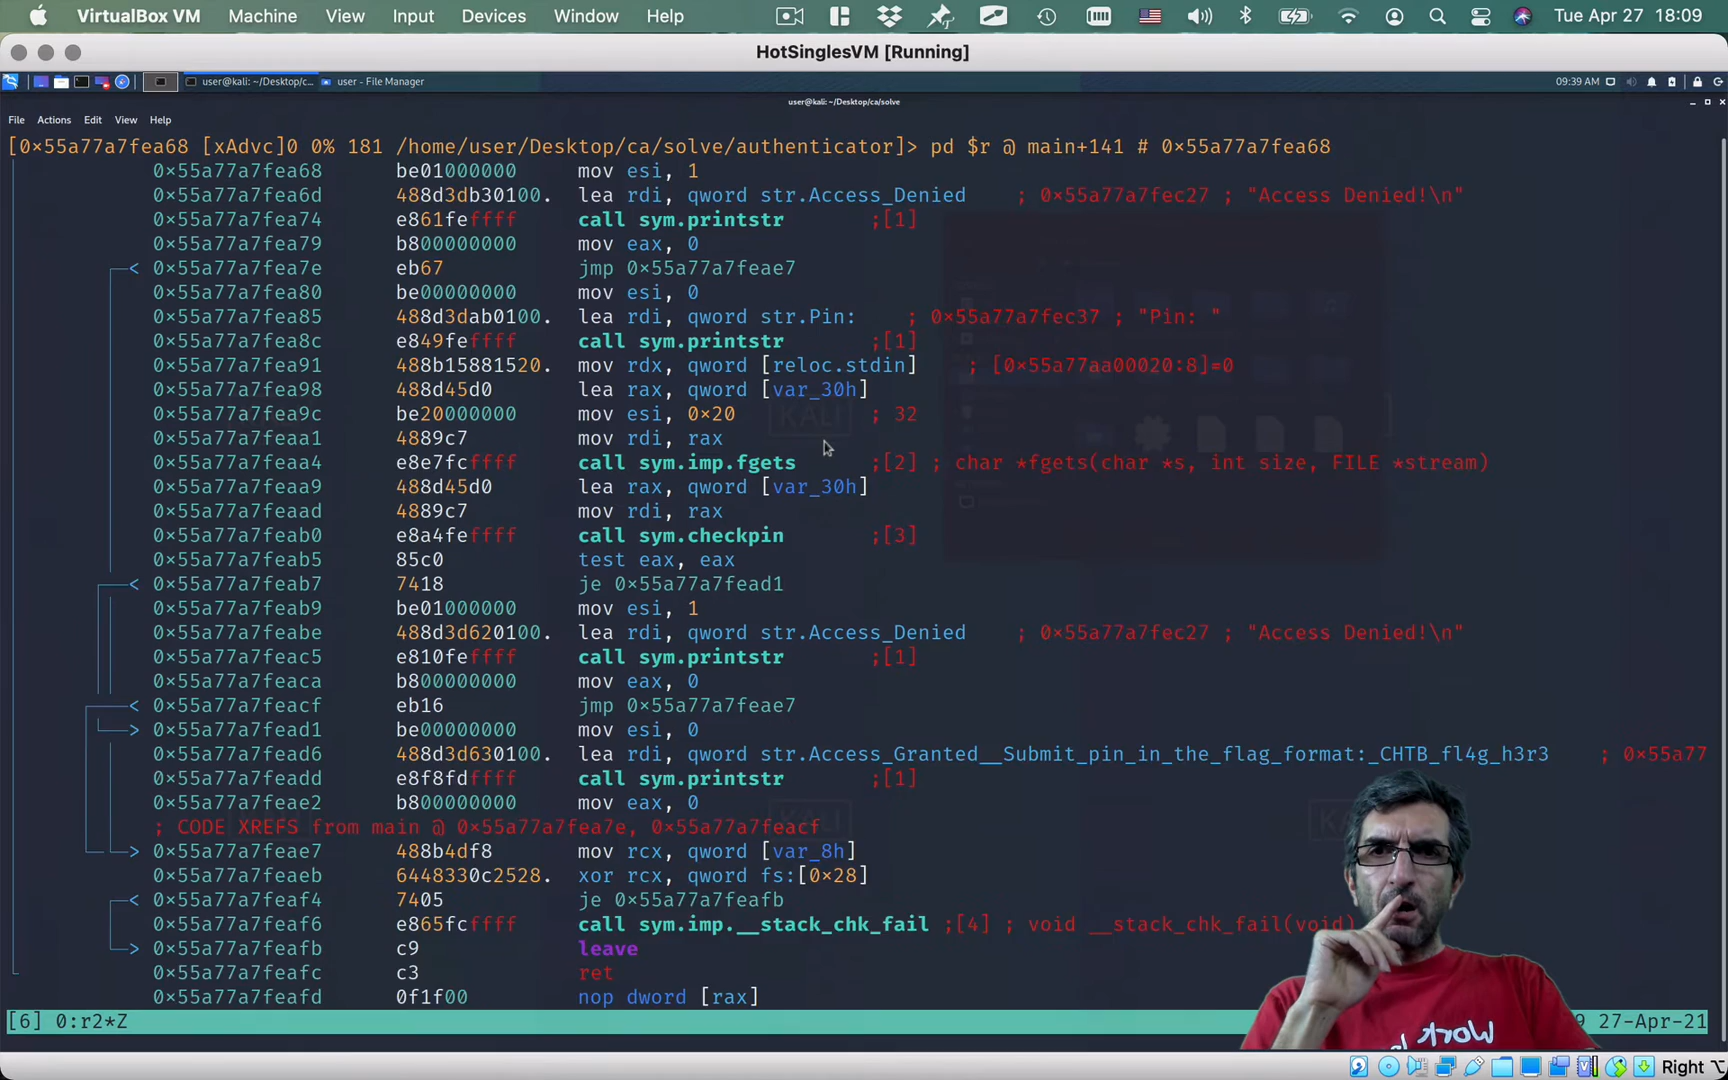 VirtualBox VM Machine View Input Devices Window Help Tue Apr 27 18:09
HotSinglesVM [Running]
user@kali: ~/Desktop/c... user - File Manager 09:39 AM
user@kali: ~/Desktop/ca/solve
File Actions Edit View Help
[0×55a77a7fea68 [xAdvc]0 0% 181 /home/user/Desktop/ca/solve/authenticator]> pd $r @ main+141 # 0×55a77a7fea68
0×55a77a7fea68 be01000000 mov esi, 1
0×55a77a7fea6d 488d3db30100. lea rdi, qword str.Access_Denied ; 0×55a77a7fec27 ; "Access Denied!\n"
0×55a77a7fea74 e861feffff call sym.printstr ;[1]
0×55a77a7fea79 b800000000 mov eax, 0
< 0×55a77a7fea7e eb67 jmp 0×55a77a7feae7
0×55a77a7fea80 be00000000 mov esi, 0
0×55a77a7fea85 488d3dab0100. lea rdi, qword str.Pin: ; 0×55a77a7fec37 ; "Pin: "
0×55a77a7fea8c e849feffff call sym.printstr ;[1]
0×55a77a7fea91 488b15881520. mov rdx, qword [reloc.stdin] ; [0×55a77aa00020:8]=0
0×55a77a7fea98 488d45d0 lea rax, qword [var_30h]
0×55a77a7fea9c be20000000 mov esi, 0×20 ; 32
0×55a77a7feaa1 4889c7 mov rdi, rax
0×55a77a7feaa4 e8e7fcffff call sym.imp.fgets ;[2] ; char *fgets(char *s, int size, FILE *stream)
0×55a77a7feaa9 488d45d0 lea rax, qword [var_30h]
0×55a77a7feaad 4889c7 mov rdi, rax
0×55a77a7feab0 e8a4feffff call sym.checkpin ;[3]
0×55a77a7feab5 85c0 test eax, eax
< 0×55a77a7feab7 7418 je 0×55a77a7fead1
0×55a77a7feab9 be01000000 mov esi, 1
0×55a77a7feabe 488d3d620100. lea rdi, qword str.Access_Denied ; 0×55a77a7fec27 ; "Access Denied!\n"
0×55a77a7feac5 e810feffff call sym.printstr ;[1]
0×55a77a7feaca b800000000 mov eax, 0
< 0×55a77a7feacf eb16 jmp 0×55a77a7feae7
> 0×55a77a7fead1 be00000000 mov esi, 0
0×55a77a7fead6 488d3d630100. lea rdi, qword str.Access_Granted__Submit_pin_in_the_flag_format:_CHTB_fl4g_h3r3 ; 0×55a77
0×55a77a7feadd e8f8fdffff call sym.printstr ;[1]
0×55a77a7feae2 b800000000 mov eax, 0
; CODE XREFS from main @ 0×55a77a7fea7e, 0×55a77a7feacf
> 0×55a77a7feae7 488b4df8 mov rcx, qword [var_8h]
0×55a77a7feaeb 6448330c2528. xor rcx, qword fs:[0×28]
< 0×55a77a7feaf4 7405 je 0×55a77a7feafb
0×55a77a7feaf6 e865fcffff call sym.imp.__stack_chk_fail ;[4] ; void __stack_chk_fail(void)
> 0×55a77a7feafb c9 leave
0×55a77a7feafc c3 ret
0×55a77a7feafd 0f1f00 nop dword [rax]
[6] 0:r2*Z 9 27-Apr-21
Right